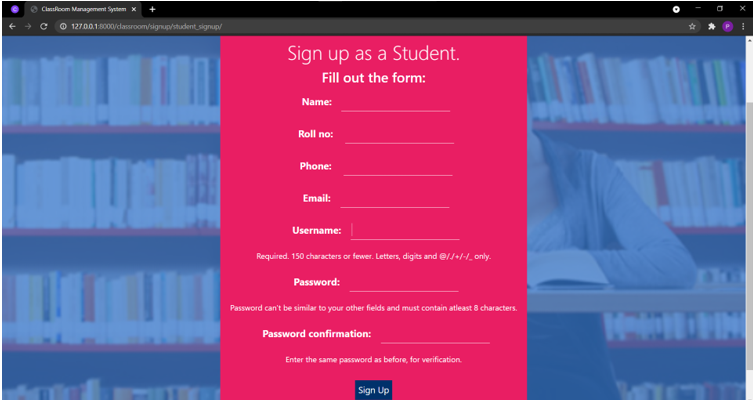 ClassRoom Management System
127.0.0.1:8000/classroom/signup/student_signup/
Sign up as a Student.
Fill out the form:
Name:
Roll no:
Phone:
Email:
Username:
Required. 150 characters or fewer. Letters, digits and @/./+/-/_ only.
Password:
Password can't be similar to your other fields and must contain atleast 8 characters.
Password confirmation:
Enter the same password as before, for verification.
Sign Up